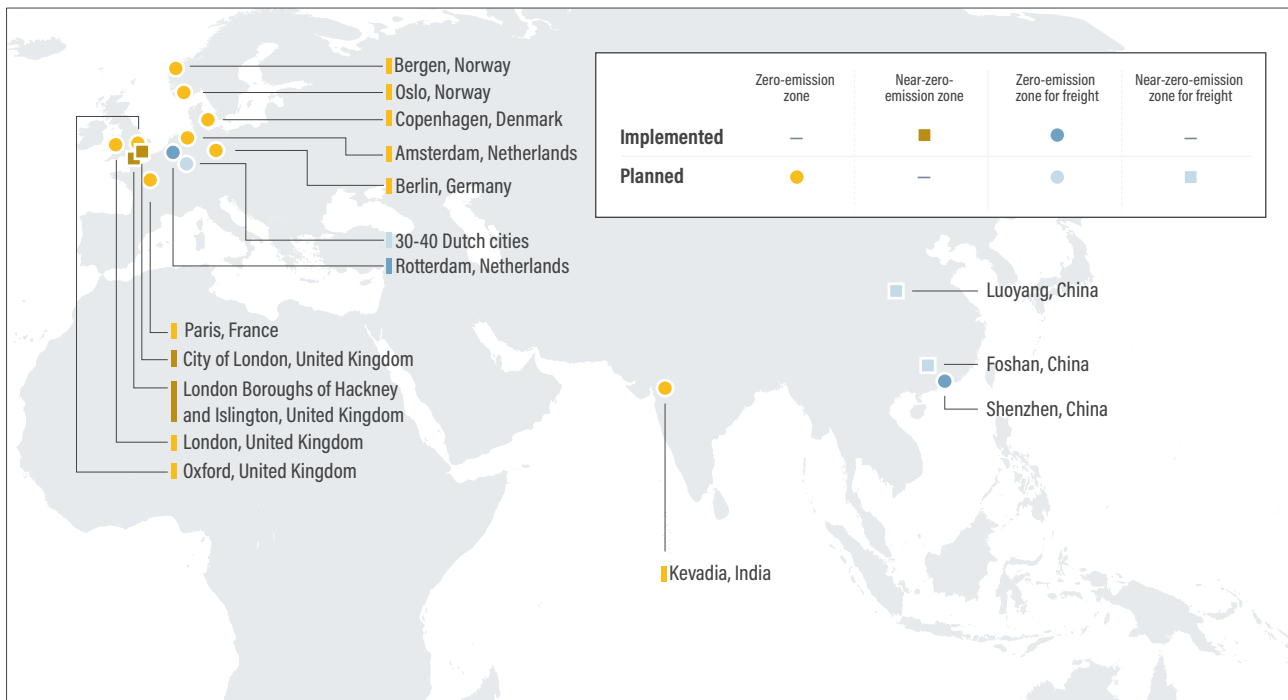 Bergen, Norway
Oslo, Norway
Copenhagen, Denmark
Amsterdam, Netherlands
Berlin, Germany
30-40 Dutch cities
Rotterdam, Netherlands
Paris, France
City of London, United Kingdom
London Boroughs of Hackney
and Islington, United Kingdom
London, United Kingdom
Oxford, United Kingdom
Zero-emission
zone
Near-zero-
emission zone
Zero-emission
zone for freight
Near-zero-emission
zone for freight
Implemented
—
—
Planned
—
Luoyang, China
Foshan, China
Shenzhen, China
Kevadia, India